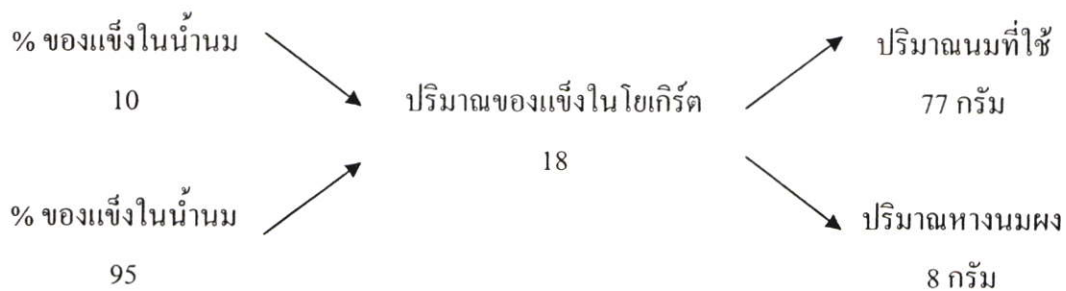 % ของแข็งในน้ำนม
10
ปริมาณของแข็งในโยเกิร์ต
18
% ของแข็งในน้ำนม
95
ปริมาณนมที่ใช้
77 กรัม
ปริมาณหางนมผง
8 กรัม